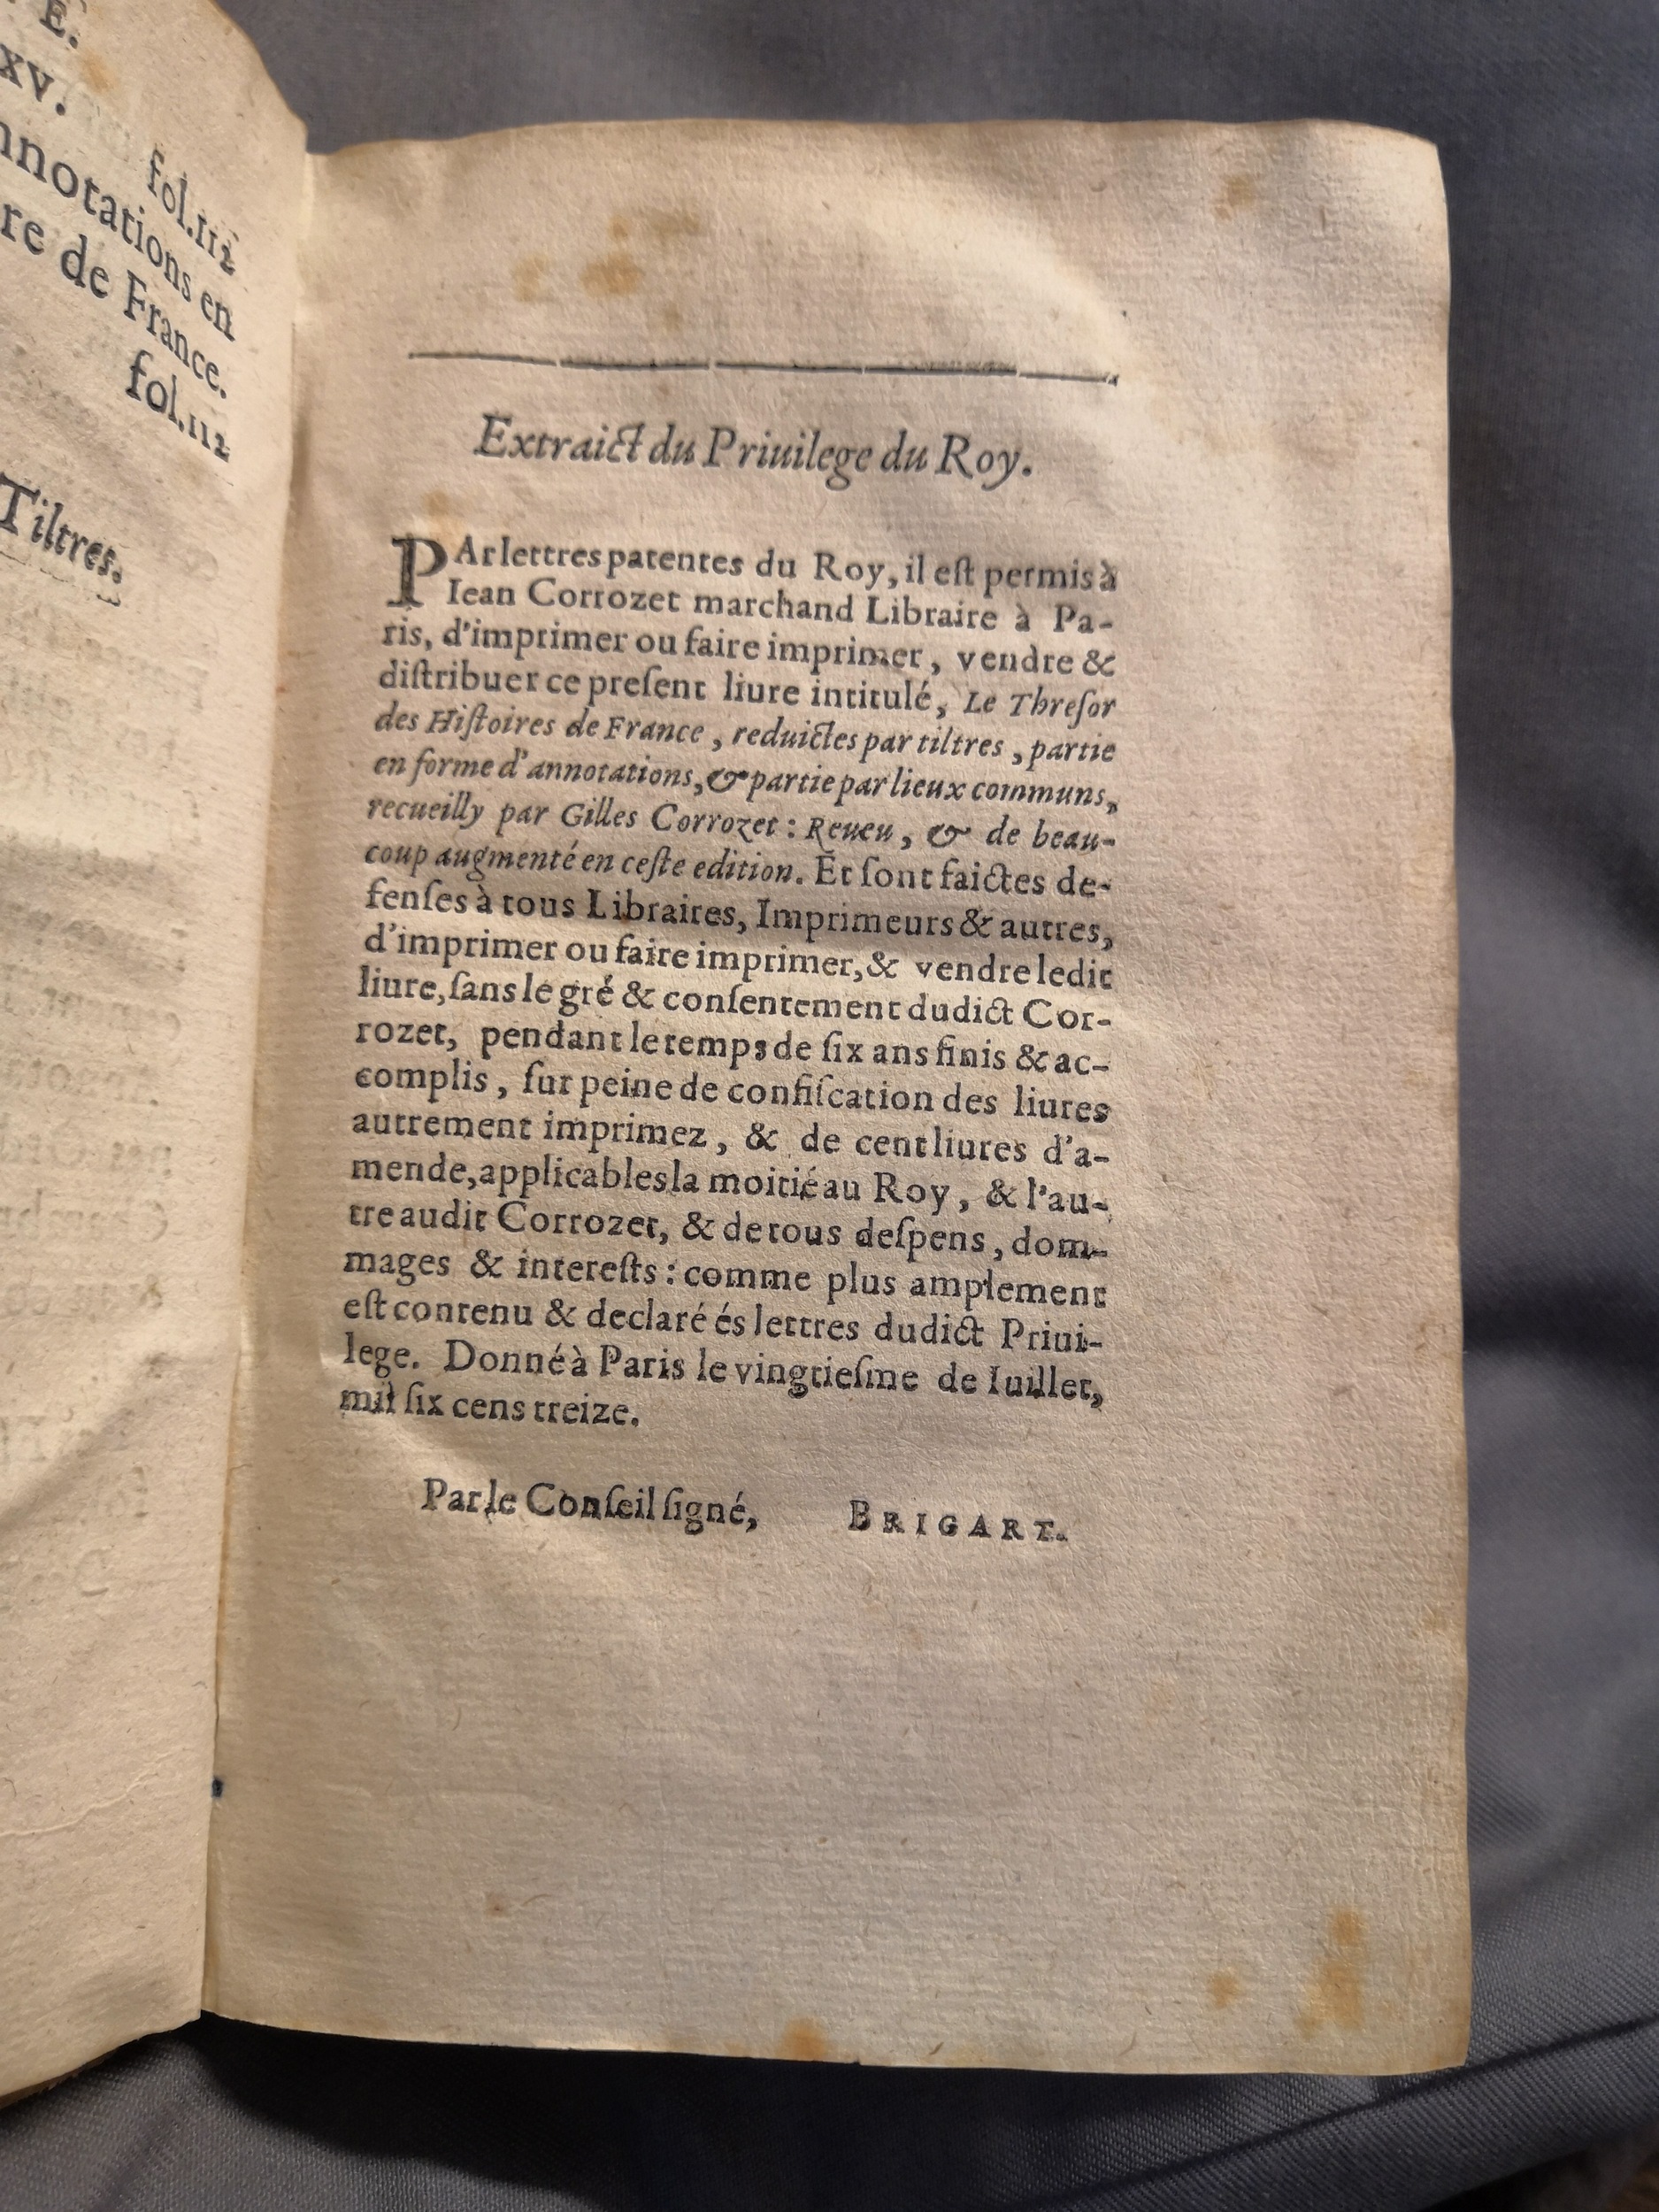 E.
xv.
fol.112
nnotations en
re de France.
fol.112
Tiltres.
Extraict du Priuilege du Roy.
PAr lettres patentes du Roy, il eſt permis à
Iean Corrozet marchand Libraire à Pa-
ris, d'imprimer ou faire imprimer, vendre &
diſtribuer ce preſent liure intitulé, Le Threſor
des Hiſtoires de France, reduictes par tiltres, partie
en forme d'annotations, & partie par lieux communs,
recueilly par Gilles Corrozet: Reueu, & de beau-
coup augmenté en ceſte edition. Et ſont faictes de-
fenſes à tous Libraires, Imprimeurs & autres,
d'imprimer ou faire imprimer, & vendre ledit
liure, ſans le gré & conſentement dudict Cor-
rozet, pendant le temps de ſix ans finis & ac-
complis, ſur peine de confiſcation des liures
autrement imprimez, & de cent liures d'a-
mende, applicables la moitié au Roy, & l'au-
tre audit Corrozet, & de tous deſpens, dom-
mages & intereſts: comme plus amplement
eſt contenu & declaré és lettres dudict Priui-
lege. Donné à Paris le vingtieſme de Iuillet,
mil ſix cens treize.
Par le Conſeil ſigné, BRIGART.